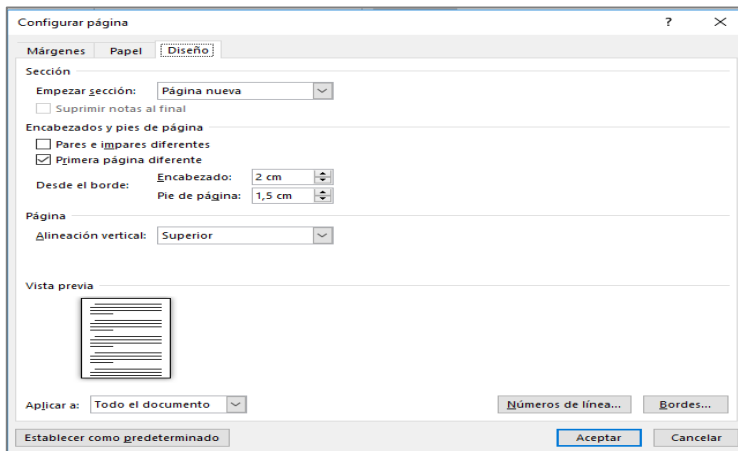 Configurar página ? ×
Márgenes Papel Diseño
Sección
Empezar sección: Página nueva
Suprimir notas al final
Encabezados y pies de página
Pares e impares diferentes
Primera página diferente
Encabezado: 2 cm
Desde el borde:
Pie de página: 1,5 cm
Página
Alineación vertical: Superior
Vista previa
Aplicar a: Todo el documento Números de línea... Bordes...
Establecer como predeterminado Aceptar Cancelar